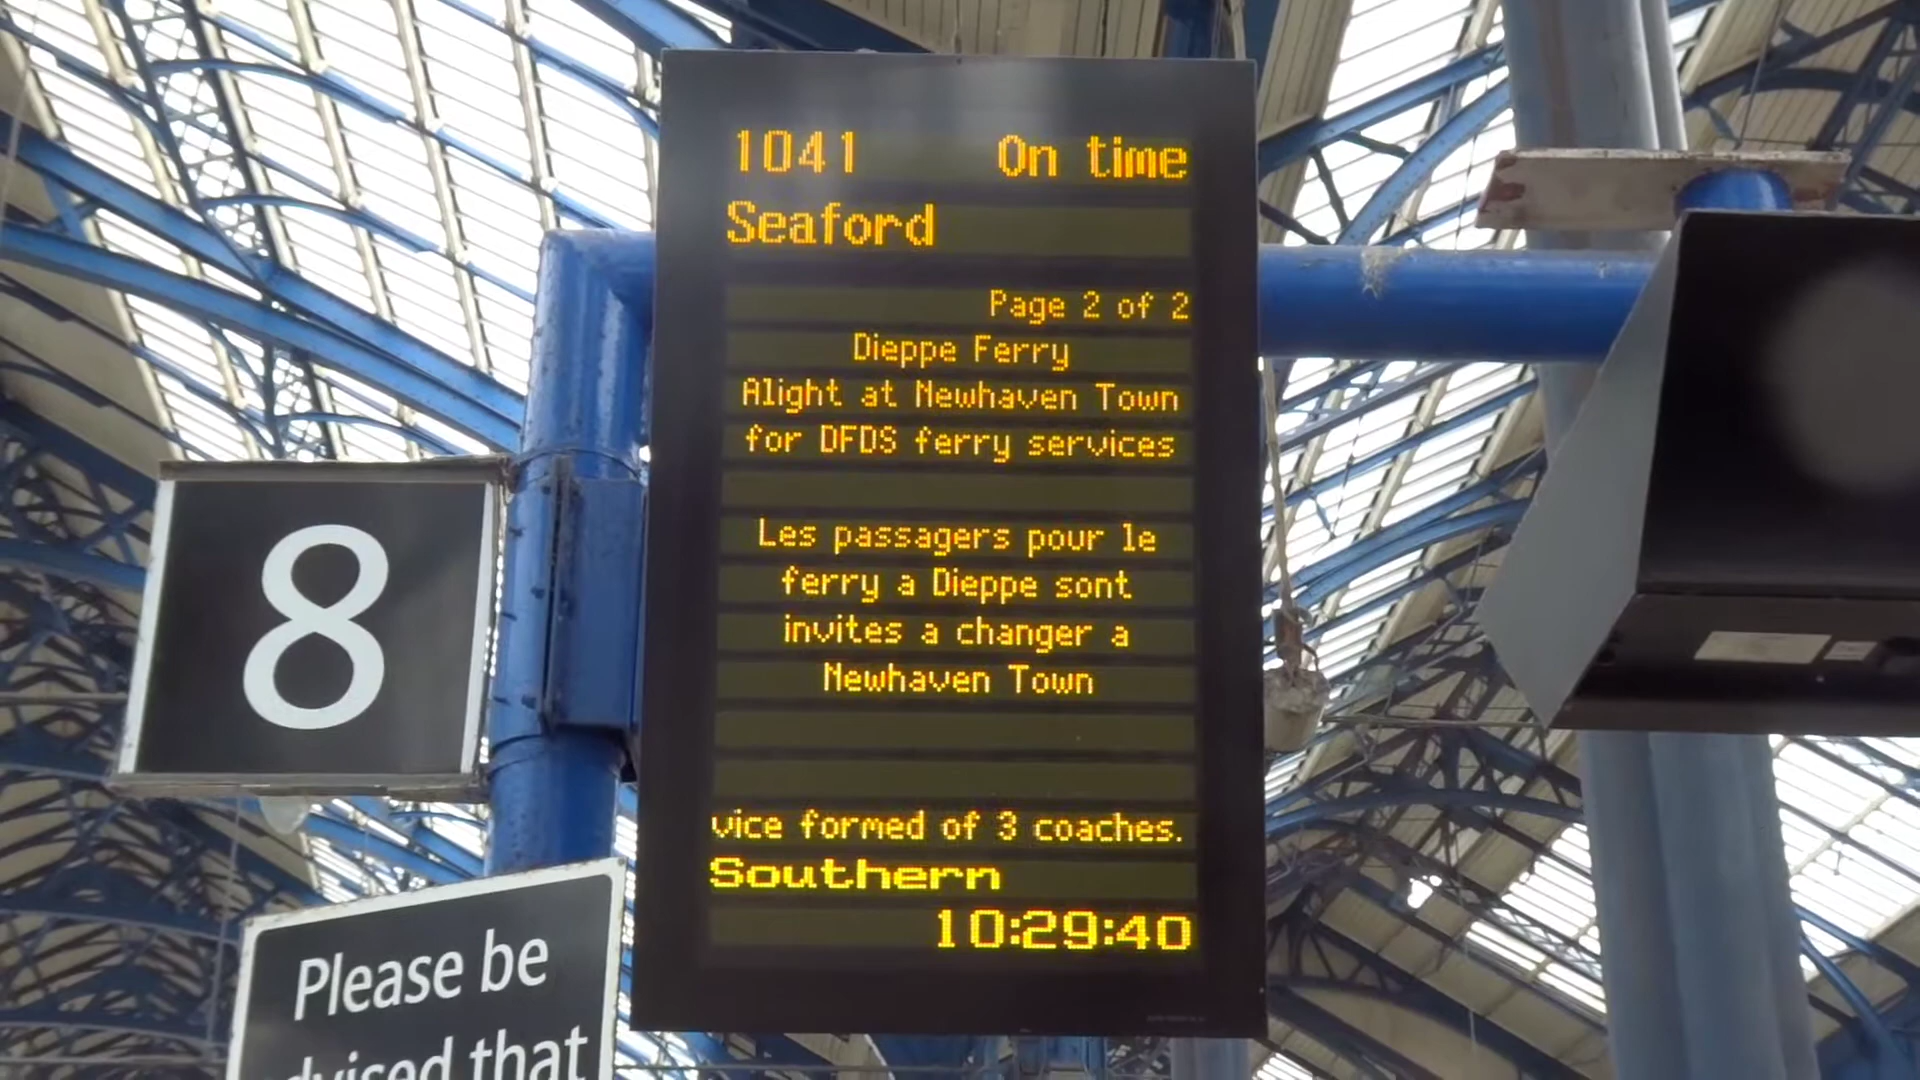 1041 On time
Seaford
Page 2 of 2
Dieppe Ferry
Alight at Newhaven Town
for DFDS ferry services
Les passagers pour le
ferry a Dieppe sont
invites a changer a
Newhaven Town
vice formed of 3 coaches.
Southern
10:29:40
8
Please be
dvised that